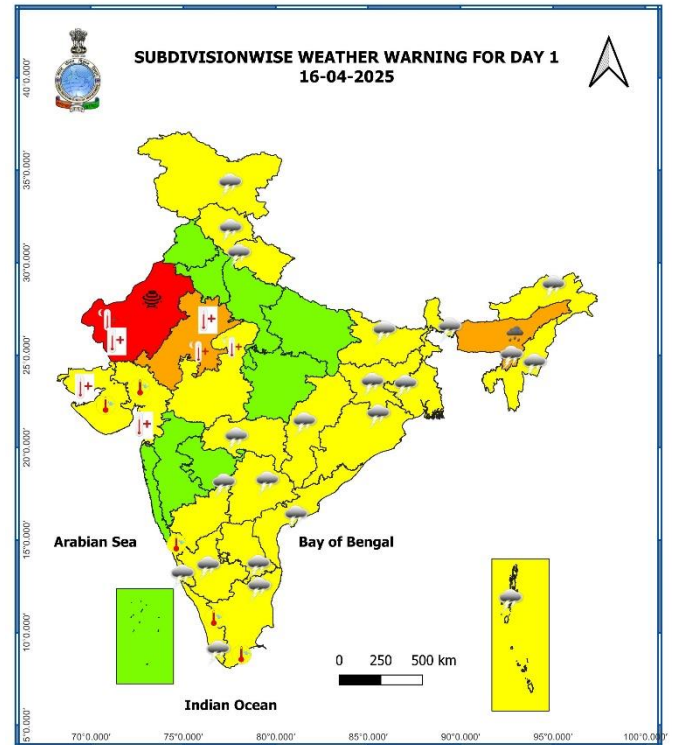 SUBDIVISIONWISE WEATHER WARNING FOR DAY 1
16-04-2025
40°0.000'
35°0.000'
30°0.000'
25°0.000'
20°0.000'
15°0.000'
10°0.000'
5°0.000'
Arabian Sea
Bay of Bengal
0 250 500 km
Indian Ocean
70°0.000' 75°0.000' 80°0.000' 85°0.000' 90°0.000' 95°0.000' 100°0.000'